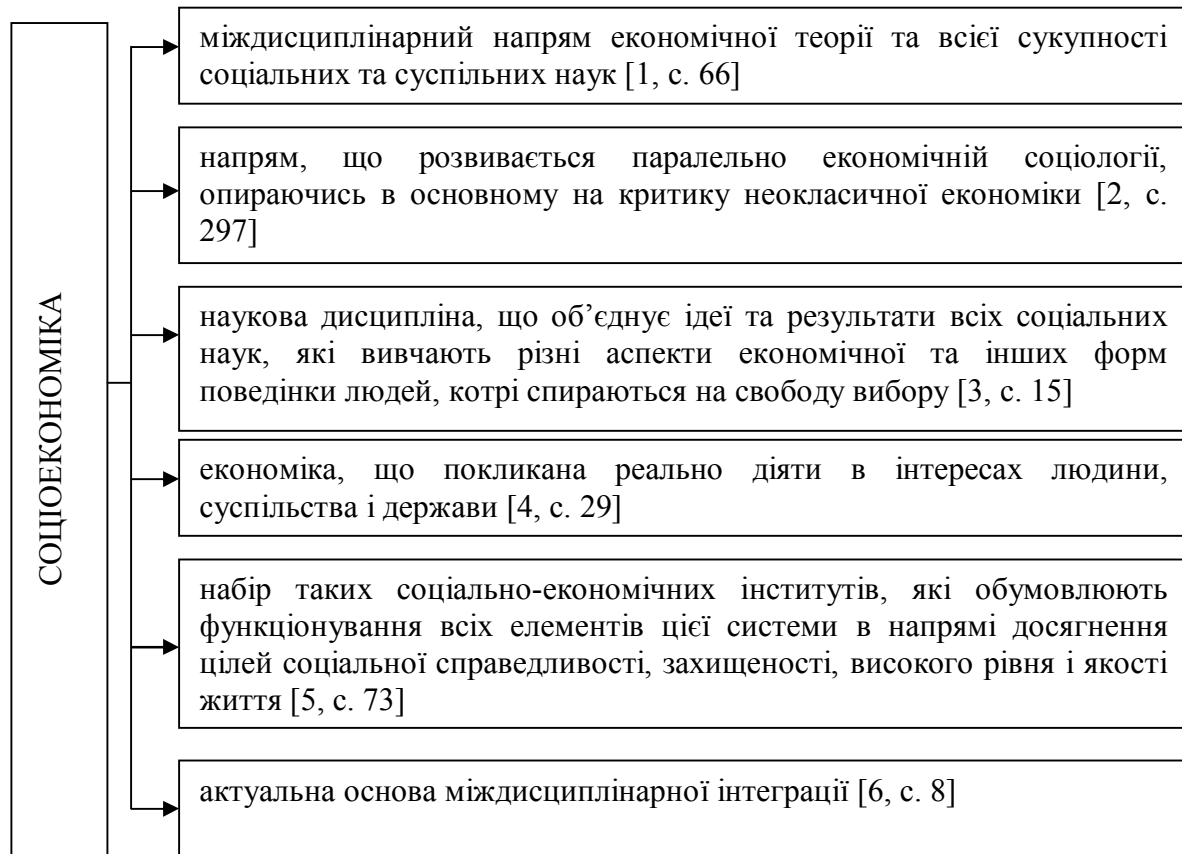 СОЦІОЕКОНОМІКА
міждисциплінарний напрям економічної теорії та всієї сукупності
соціальних та суспільних наук [1, с. 66]
напрям, що розвивається паралельно економічній соціології,
опираючись в основному на критику неокласичної економіки [2, с.
297]
наукова дисципліна, що об’єднує ідеї та результати всіх соціальних
наук, які вивчають різні аспекти економічної та інших форм
поведінки людей, котрі спираються на свободу вибору [3, с. 15]
економіка, що покликана реально діяти в інтересах людини,
суспільства і держави [4, с. 29]
набір таких соціально-економічних інститутів, які обумовлюють
функціонування всіх елементів цієї системи в напрямі досягнення
цілей соціальної справедливості, захищеності, високого рівня і якості
життя [5, с. 73]
актуальна основа міждисциплінарної інтеграції [6, с. 8]